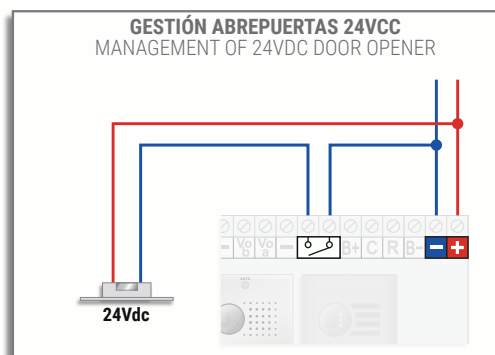 GESTIÓN ABREPUERTAS 24VCC
MANAGEMENT OF 24VDC DOOR OPENER
– Vo b Vo a – B+ C R B- – +
24Vdc